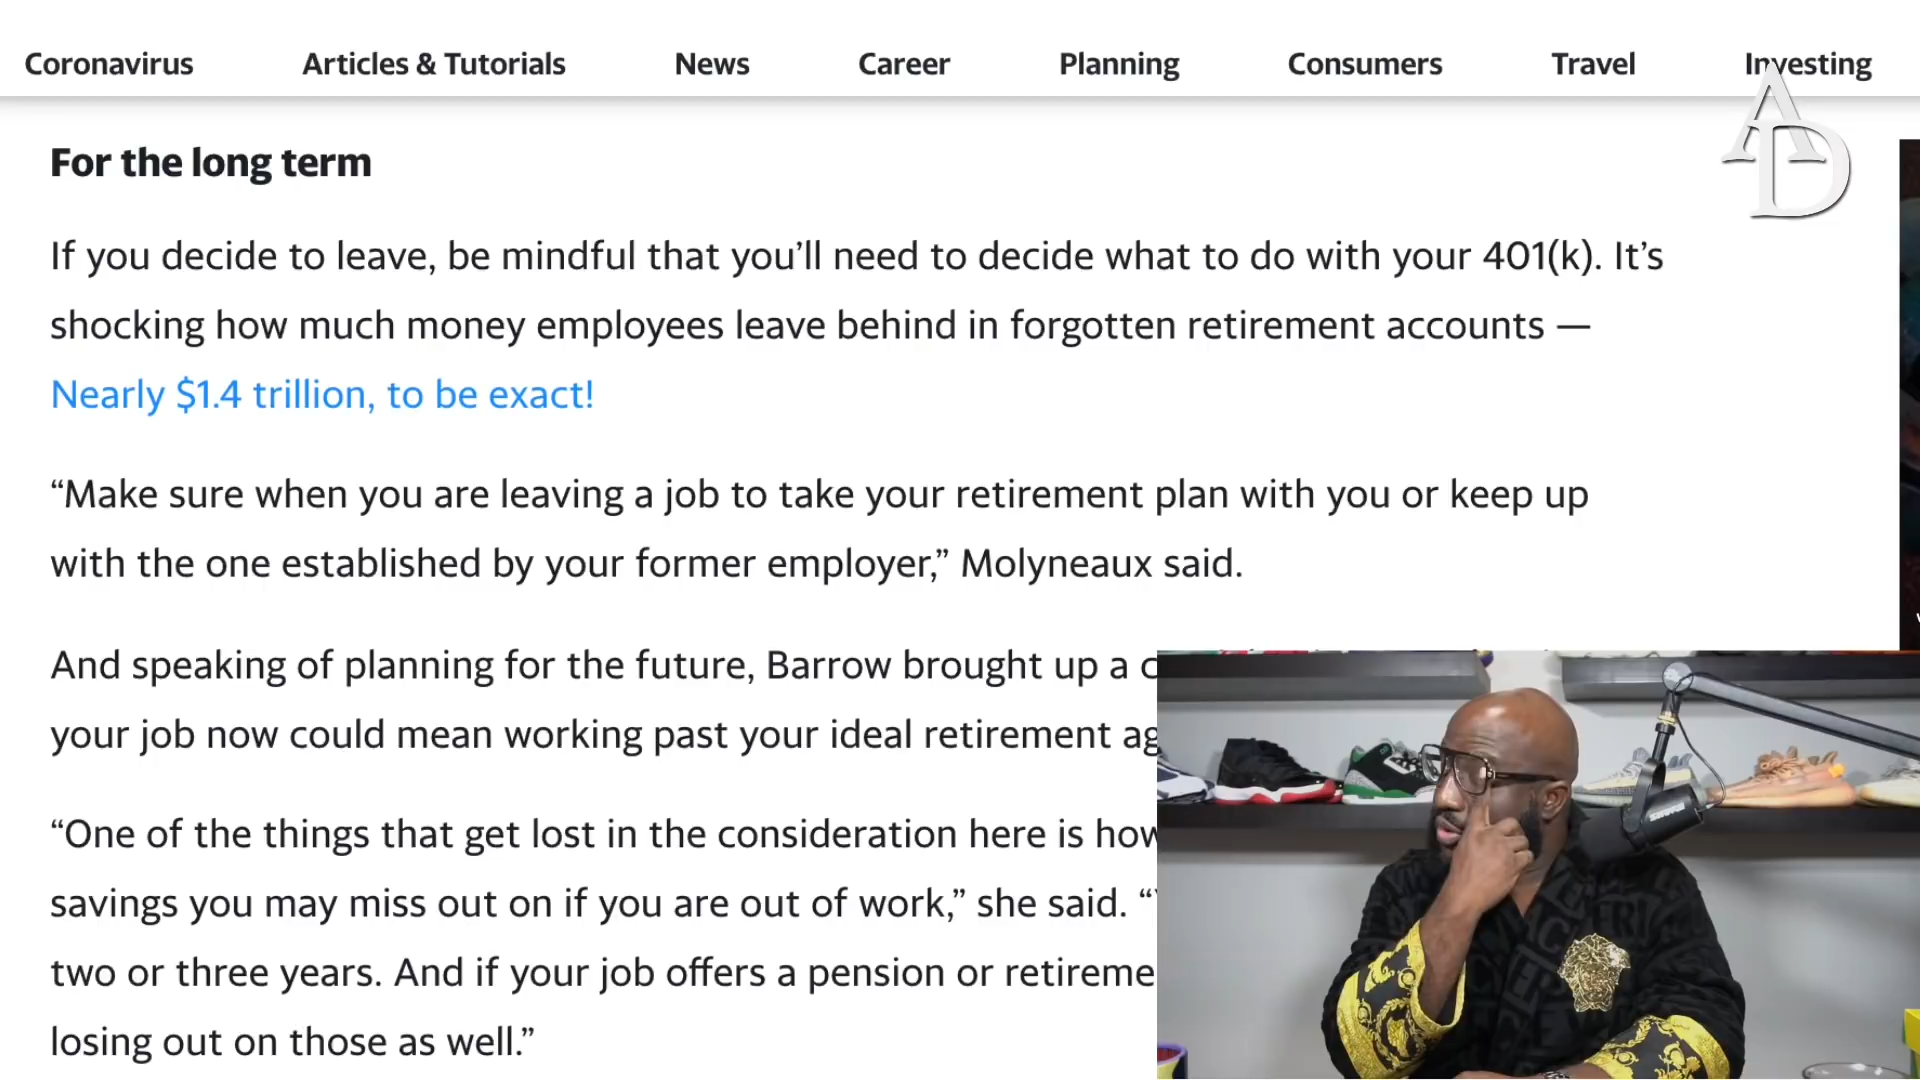 Coronavirus Articles & Tutorials News Career Planning Consumers Travel Investing
AD
For the long term
If you decide to leave, be mindful that you’ll need to decide what to do with your 401(k). It’s
shocking how much money employees leave behind in forgotten retirement accounts —
Nearly $1.4 trillion, to be exact!
“Make sure when you are leaving a job to take your retirement plan with you or keep up
with the one established by your former employer,” Molyneaux said.
And speaking of planning for the future, Barrow brought up a
your job now could mean working past your ideal retirement
“One of the things that get lost in the consideration here is how
savings you may miss out on if you are out of work,” she said.
two or three years. And if your job offers a pension or
losing out on those as well.”
SHURE